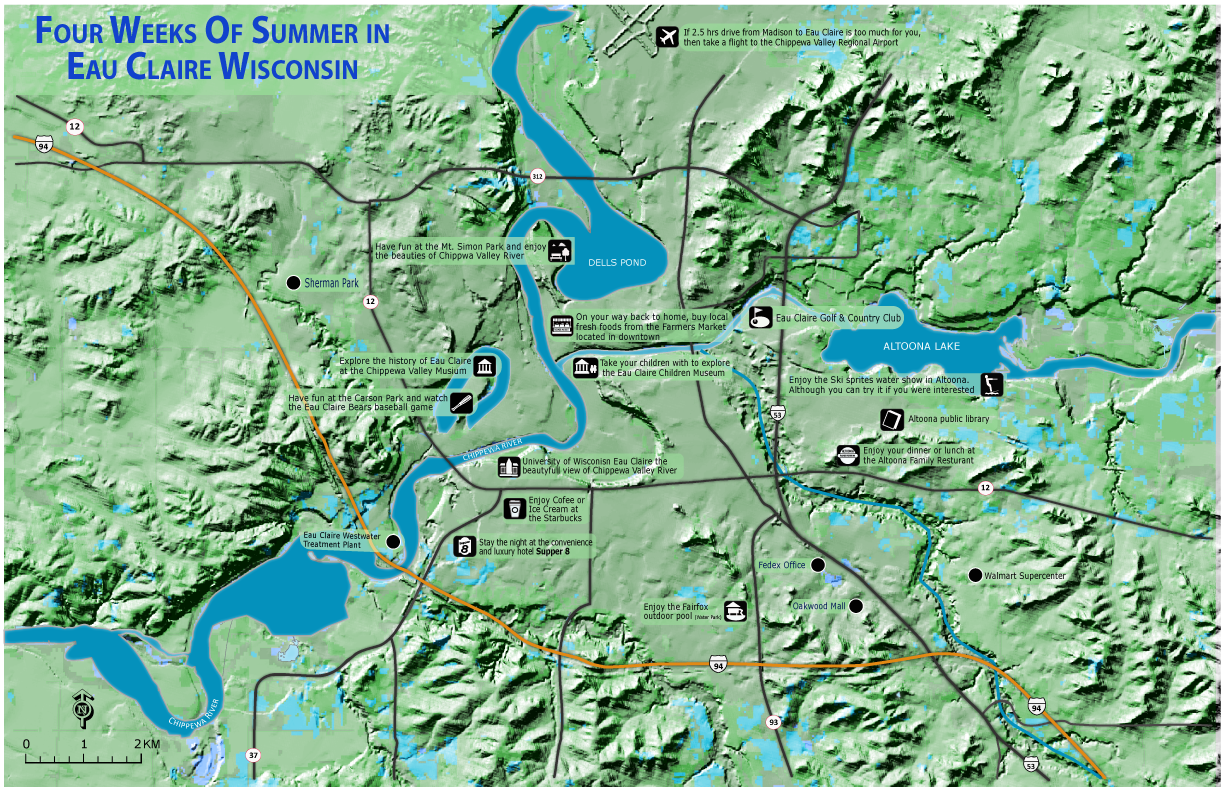 FOUR WEEKS OF SUMMER IN
EAU CLAIRE WISCONSIN
If 2.5 hrs drive from Madison to Eau Claire is too much for you,
then take a flight to the Chippewa Valley Regional Airport
12
94
312
Have fun at the Mt. Simon Park and enjoy
the beauties of Chippwa Valley River
DELLS POND
Sherman Park
12
On your way back to home, buy local
fresh foods from the Farmers Market
located in downtown
Eau Claire Golf & Country Club
ALTOONA LAKE
Explore the history of Eau Claire
at the Chippewa Valley Musium
Take your children with to explore
the Eau Claire Children Museum
Enjoy the Ski sprites water show in Altoona.
Although you can try it if you were interested
Have fun at the Carson Park and watch
the Eau Claire Bears baseball game
53
Altoona public library
CHIPPEWA RIVER
Enjoy your dinner or lunch at
the Altoona Family Resturant
University of Wisconisn Eau Claire the
beautyfull view of Chippewa Valley River
12
Enjoy Cofee or
Ice Cream at
the Starbucks
Eau Claire Westwater
Treatment Plant
Stay the night at the convenience
and luxury hotel Supper 8
8
Fedex Office
Walmart Supercenter
Enjoy the Fairfox
outdoor pool (Water Park)
Oakwood Mall
94
94
N
CHIPPEWA RIVER
93
0 1 2 KM
37
53